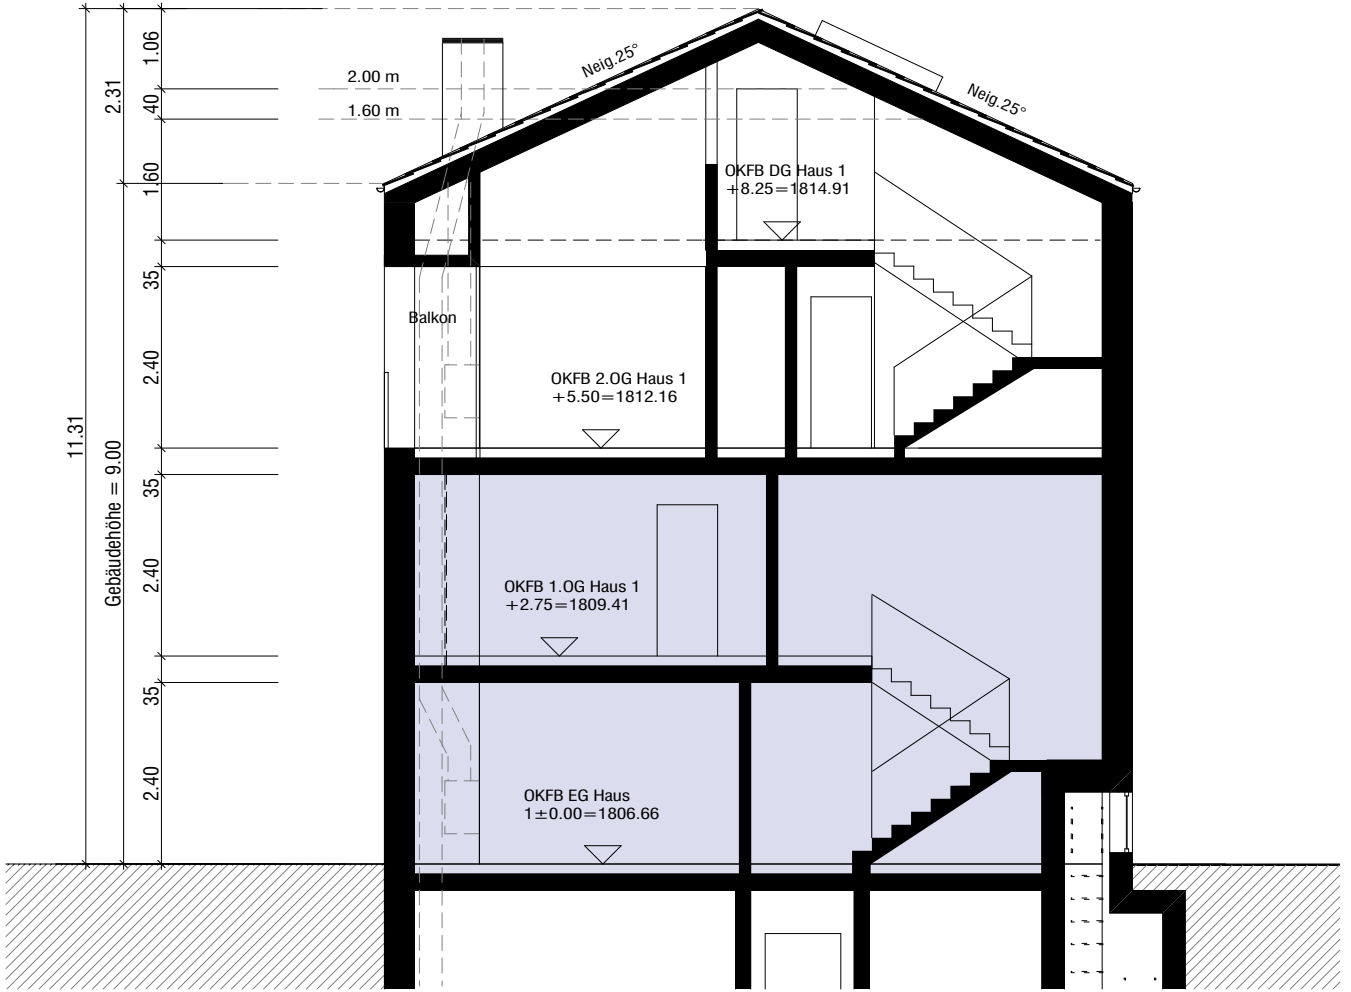 1.06
2.31
40
2.00 m
1.60 m
Neig.25°
Neig.25°
1.60
OKFB DG Haus 1
+8.25=1814.91
35
Balkon
2.40
OKFB 2.OG Haus 1
+5.50=1812.16
11.31
Gebäudehöhe = 9.00
35
2.40
OKFB 1.OG Haus 1
+2.75=1809.41
35
2.40
OKFB EG Haus
1±0.00=1806.66